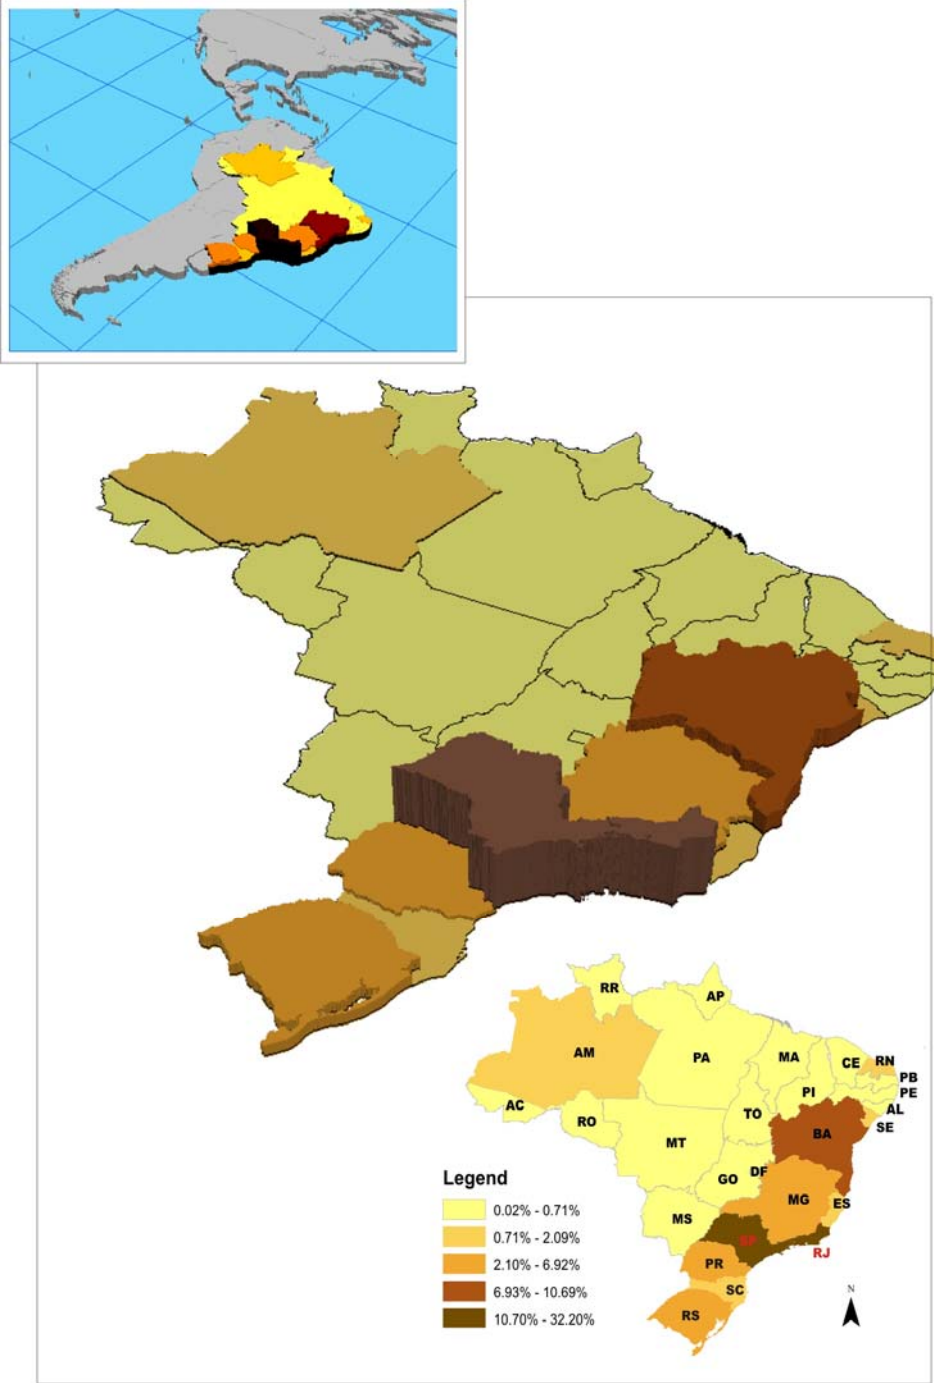 RR
AP
AM
PA
MA
CE
RN
PB
PI
PE
AC
TO
AL
RO
SE
BA
MT
DF
GO
Legend
MG
ES
0.02% - 0.71%
MS
0.71% - 2.09%
SP
RJ
2.10% - 6.92%
PR
N
6.93% - 10.69%
SC
10.70% - 32.20%
RS